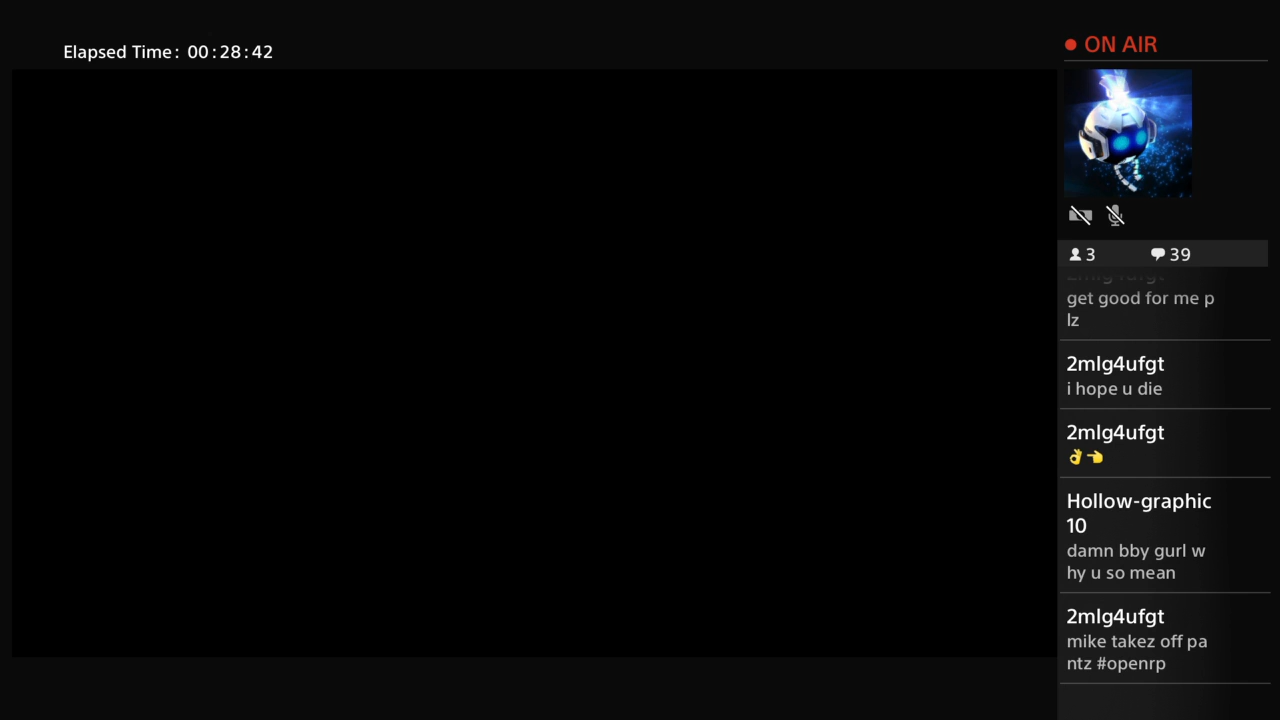 Elapsed Time: 00:28:42
ON AIR
3
39
2mlg4ufgt
get good for me p
lz
2mlg4ufgt
i hope u die
2mlg4ufgt
👌👈
Hollow-graphic
10
damn bby gurl w
hy u so mean
2mlg4ufgt
mike takez off pa
ntz #openrp